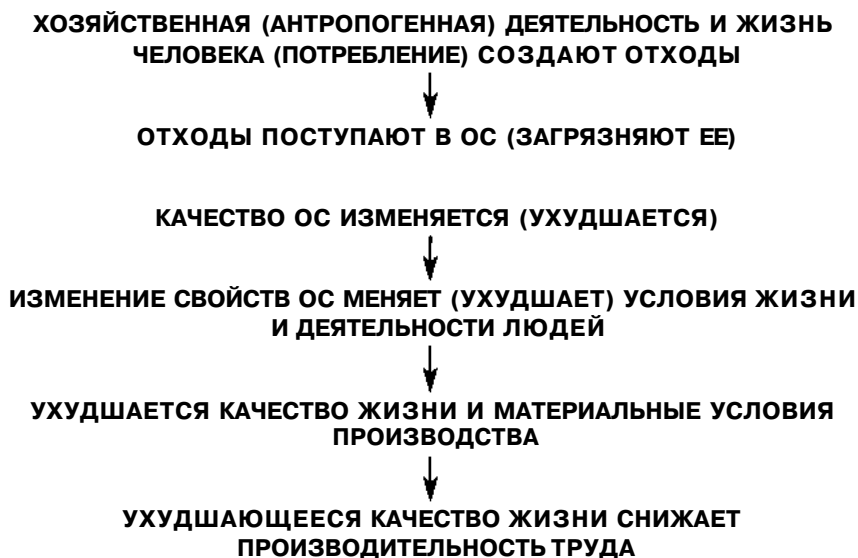 ХОЗЯЙСТВЕННАЯ (АНТРОПОГЕННАЯ) ДЕЯТЕЛЬНОСТЬ И ЖИЗНЬ
ЧЕЛОВЕКА (ПОТРЕБЛЕНИЕ) СОЗДАЮТ ОТХОДЫ
ОТХОДЫ ПОСТУПАЮТ В ОС (ЗАГРЯЗНЯЮТ ЕЕ)
КАЧЕСТВО ОС ИЗМЕНЯЕТСЯ (УХУДШАЕТСЯ)
ИЗМЕНЕНИЕ СВОЙСТВ ОС МЕНЯЕТ (УХУДШАЕТ) УСЛОВИЯ ЖИЗНИ
И ДЕЯТЕЛЬНОСТИ ЛЮДЕЙ
УХУДШАЕТСЯ КАЧЕСТВО ЖИЗНИ И МАТЕРИАЛЬНЫЕ УСЛОВИЯ
ПРОИЗВОДСТВА
УХУДШАЮЩЕЕСЯ КАЧЕСТВО ЖИЗНИ СНИЖАЕТ
ПРОИЗВОДИТЕЛЬНОСТЬ ТРУДА